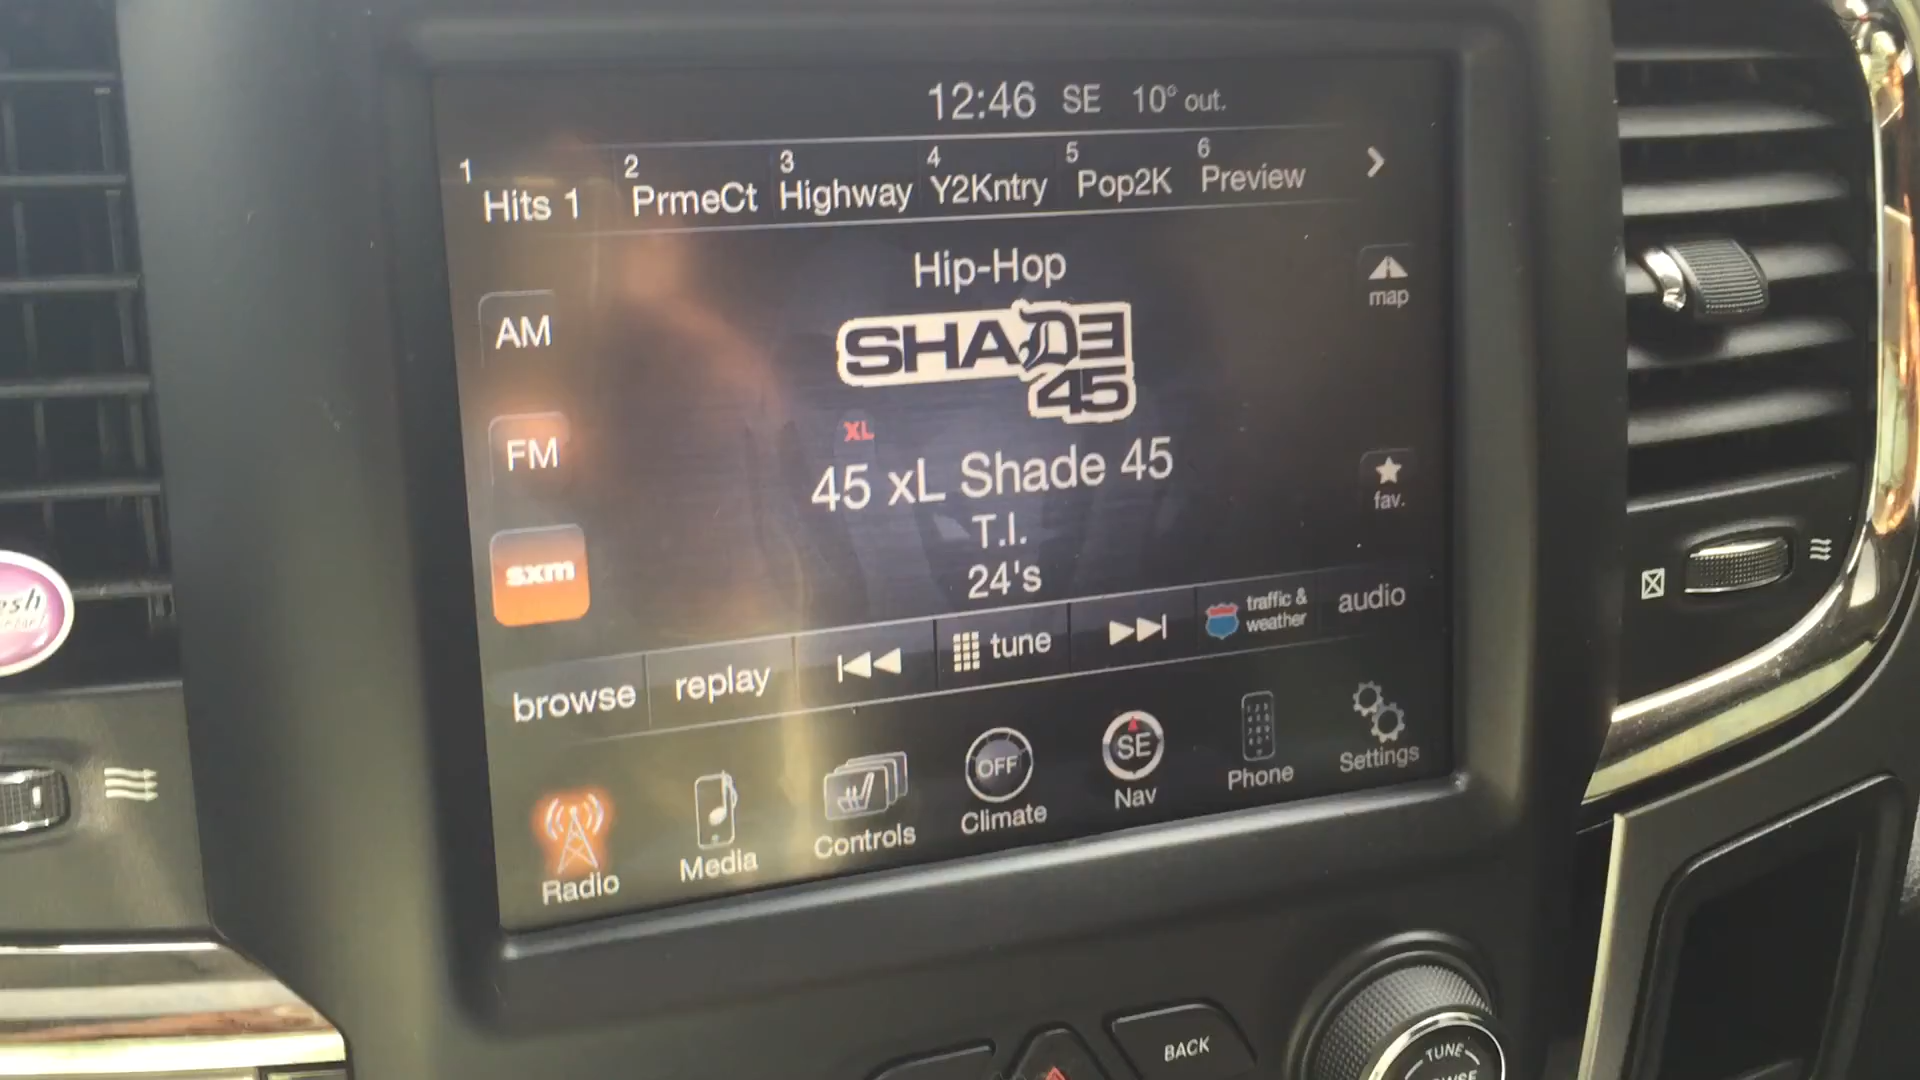 12:46 SE 10° out.
1 Hits 1 2 PrmeCt 3 Highway 4 Y2Kntry 5 Pop2K 6 Preview
Hip-Hop
map
AM
SHADE
45
FM
XL
45 xL Shade 45
fav.
T.I.
sxm
24's
browse replay tune traffic & weather audio
OFF
SE
Radio Media Controls Climate Nav Phone Settings
BACK
TUNE